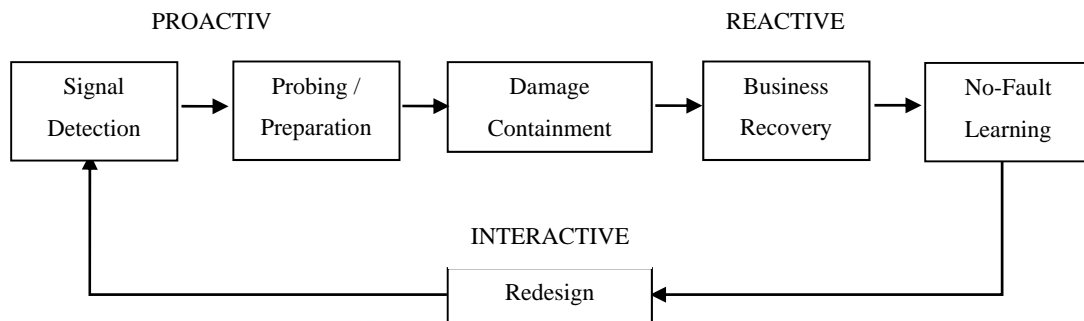 PROACTIV
REACTIVE
Signal
Detection
Probing /
Preparation
Damage
Containment
Business
Recovery
No-Fault
Learning
INTERACTIVE
Redesign